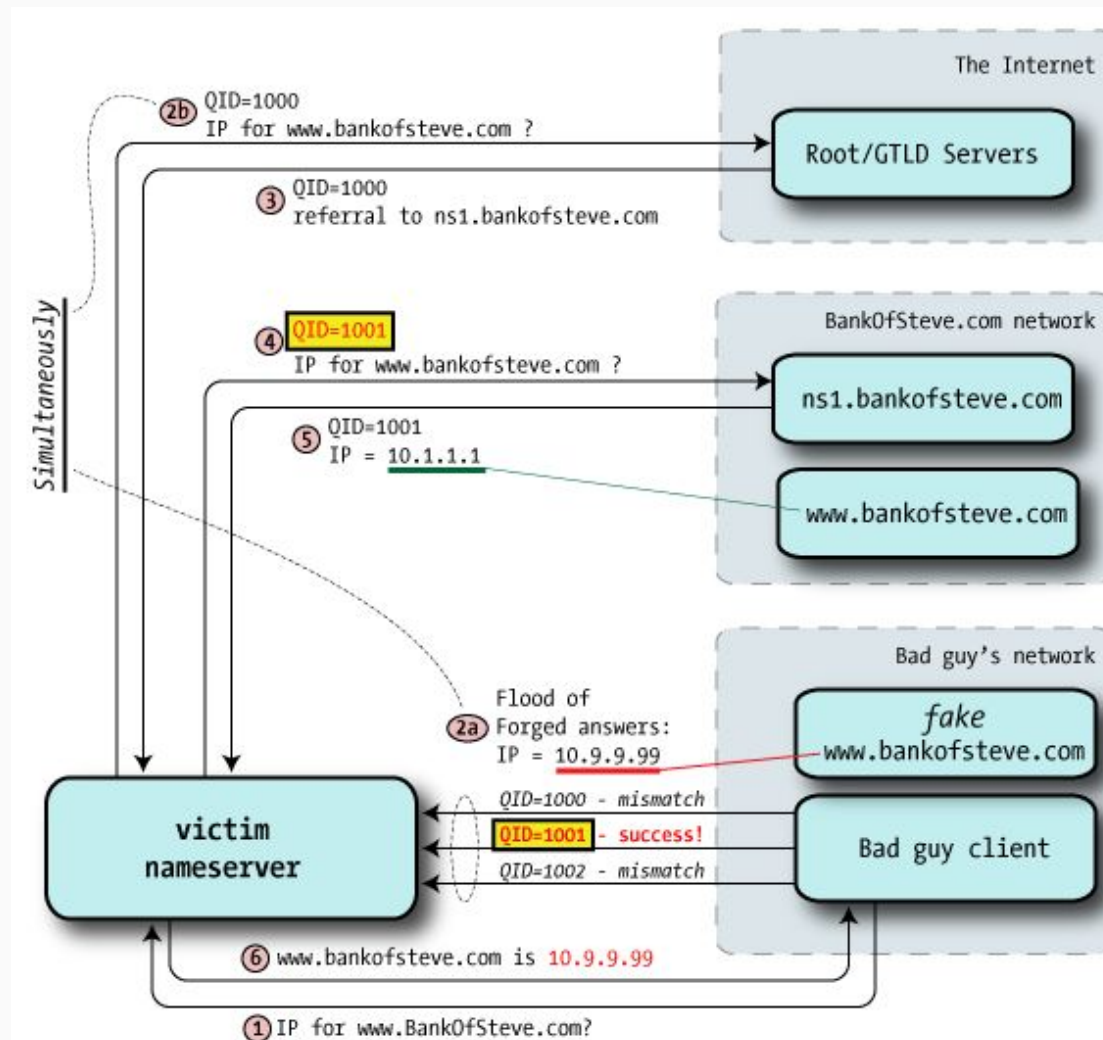 The Internet
2b
QID=1000
IP for www.bankofsteve.com ?
Root/GTLD Servers
3
QID=1000
referral to ns1.bankofsteve.com
Simultaneously
BankOfSteve.com network
4
QID=1001
IP for www.bankofsteve.com ?
ns1.bankofsteve.com
5
QID=1001
IP = 10.1.1.1
www.bankofsteve.com
Bad guy's network
2a
Flood of
Forged answers:
IP = 10.9.9.99
fake
www.bankofsteve.com
victim
nameserver
QID=1000 - mismatch
QID=1001 - success!
QID=1002 - mismatch
Bad guy client
6 www.bankofsteve.com is 10.9.9.99
1 IP for www.BankOfSteve.com?